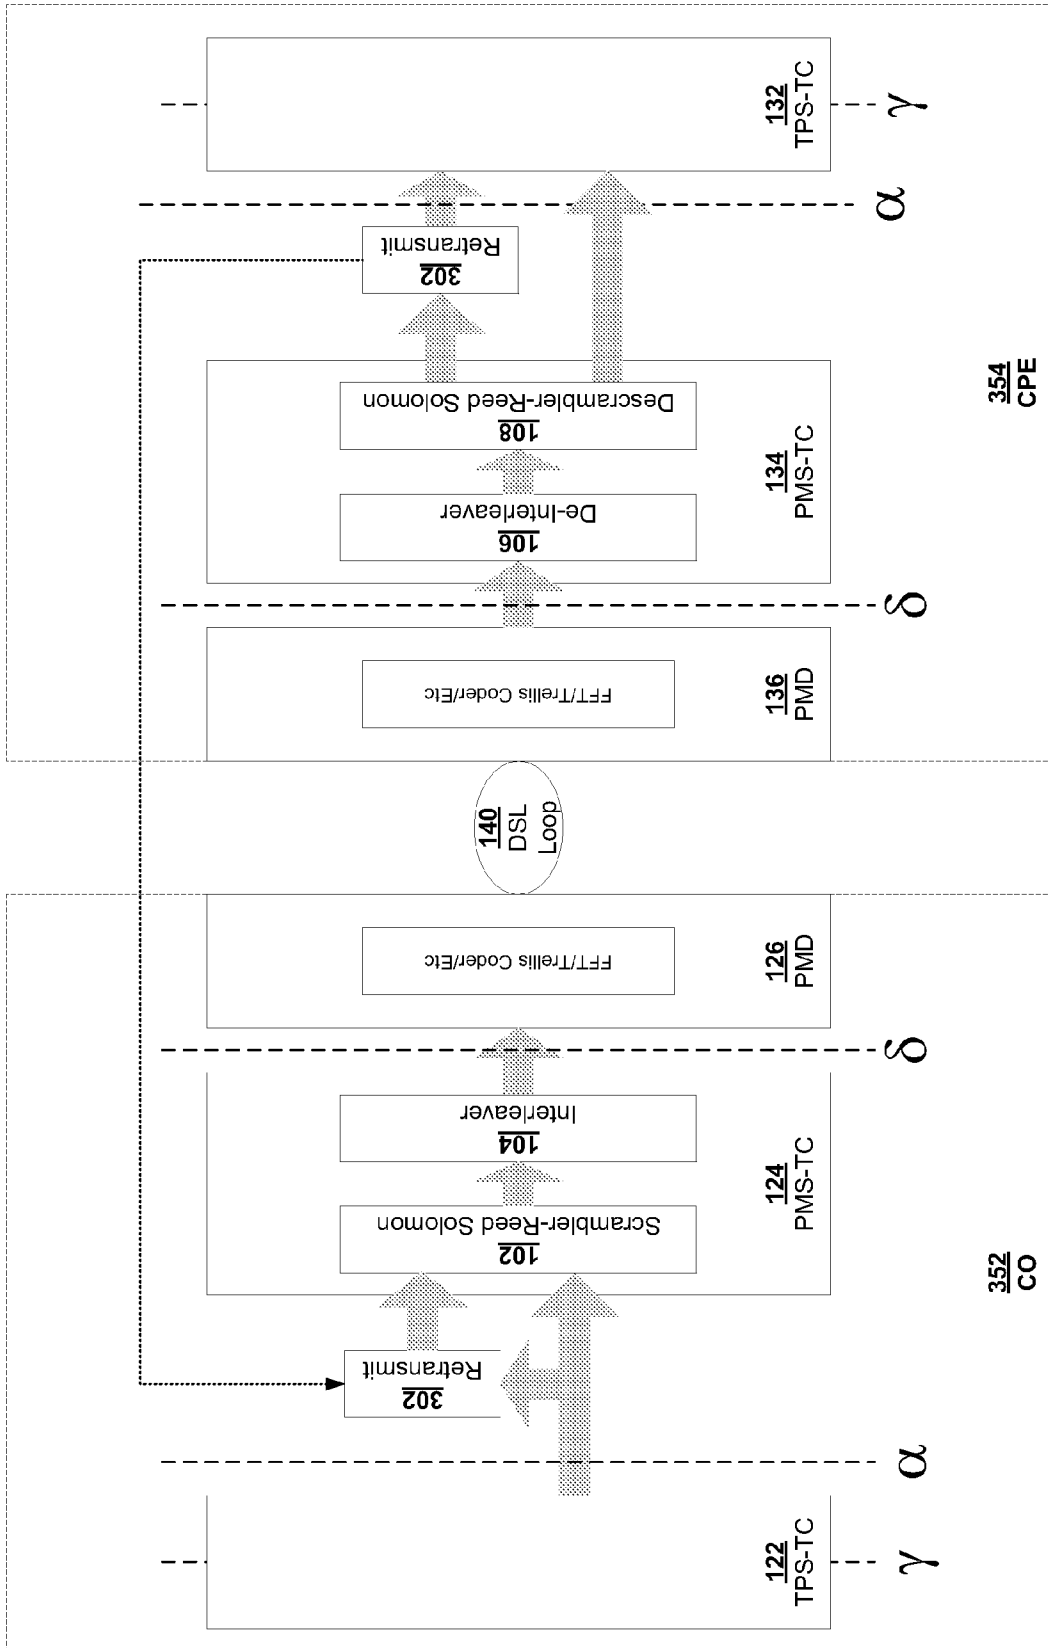 122
TPS-TC
γ
α
302
Retransmit
352
CO
124
PMS-TC
102
Scrambler-Reed Solomon
104
Interleaver
δ
126
PMD
FFT/Trellis Coder/Etc
140
DSL
Loop
136
PMD
FFT/Trellis Coder/Etc
δ
354
CPE
134
PMS-TC
106
De-Interleaver
108
Descrambler-Reed Solomon
302
Retransmit
α
132
TPS-TC
γ